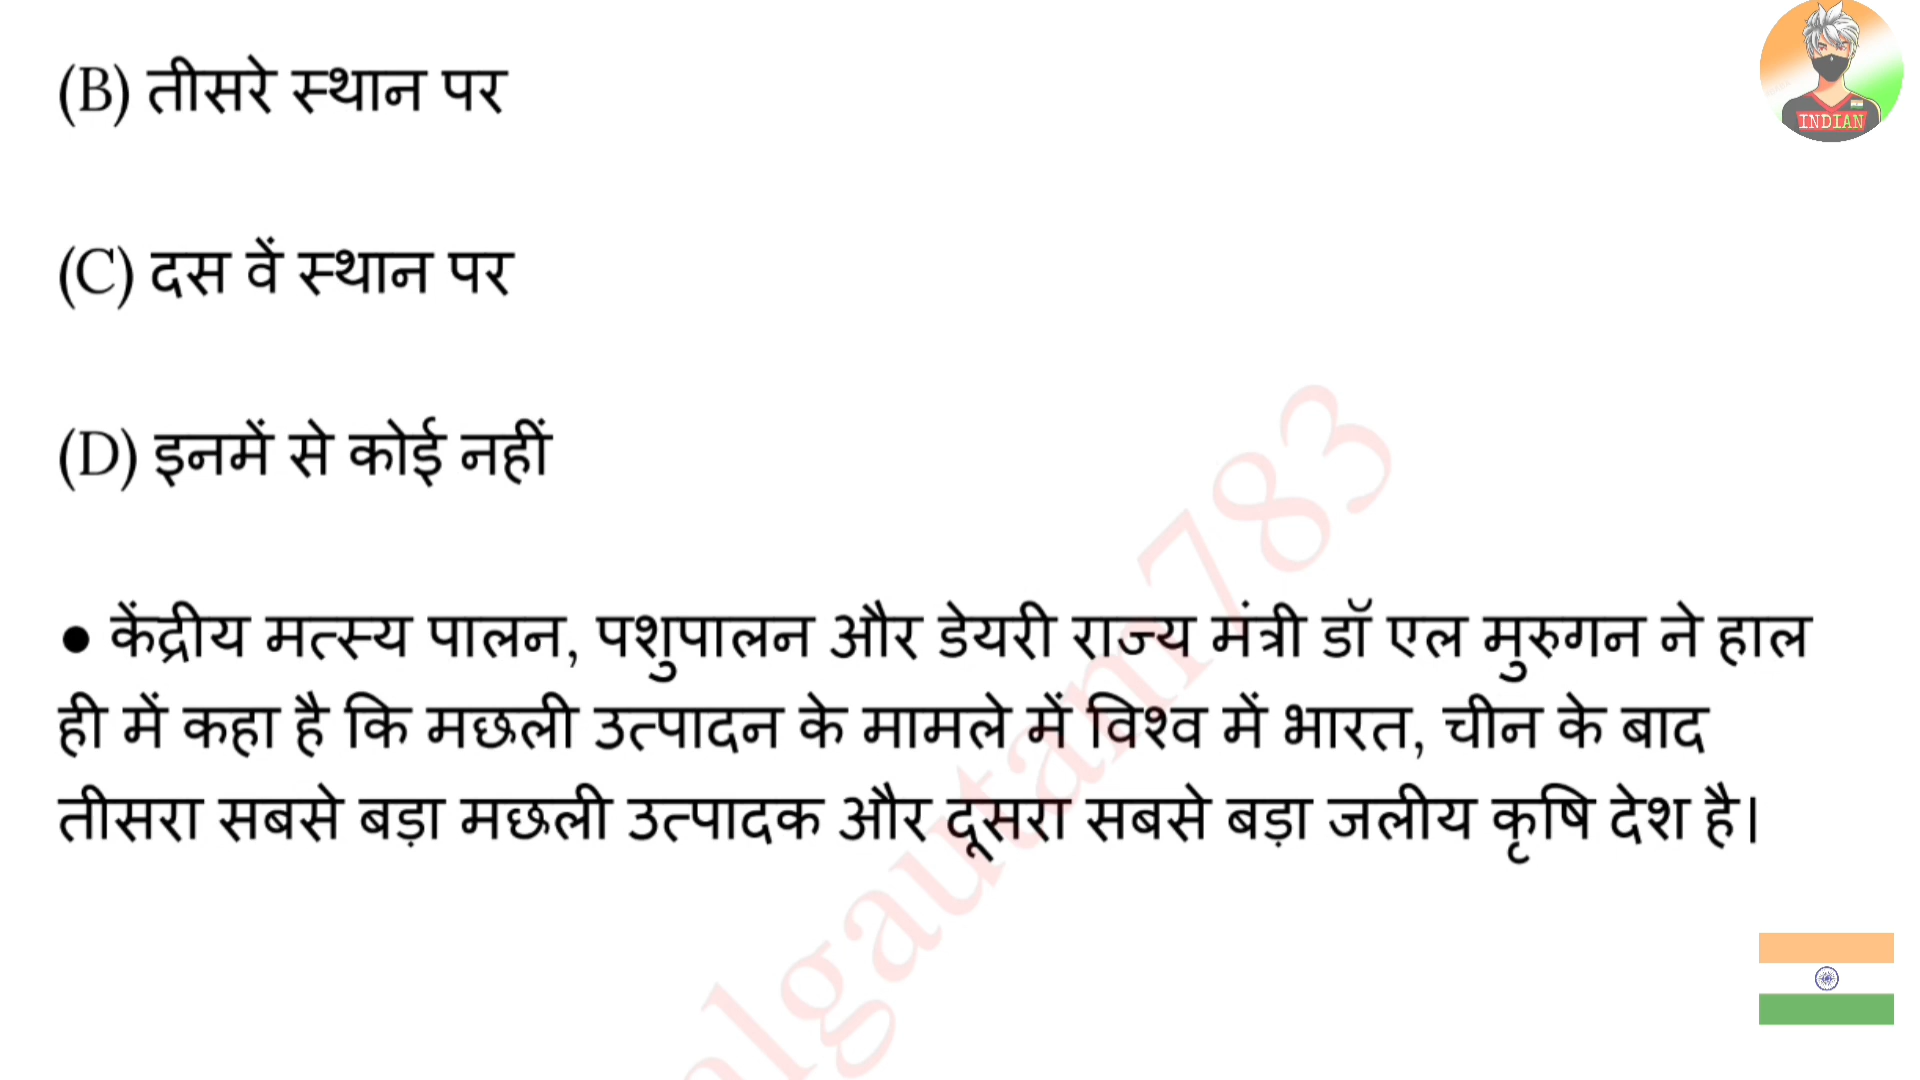 (B) तीसरे स्थान पर
INDIAN
(C) दस वें स्थान पर
(D) इनमें से कोई नहीं
● केंद्रीय मत्स्य पालन, पशुपालन और डेयरी राज्य मंत्री डॉ एल मुरुगन ने हाल
ही में कहा है कि मछली उत्पादन के मामले में विश्व में भारत, चीन के बाद
तीसरा सबसे बड़ा मछली उत्पादक और दूसरा सबसे बड़ा जलीय कृषि देश है।
algautam783